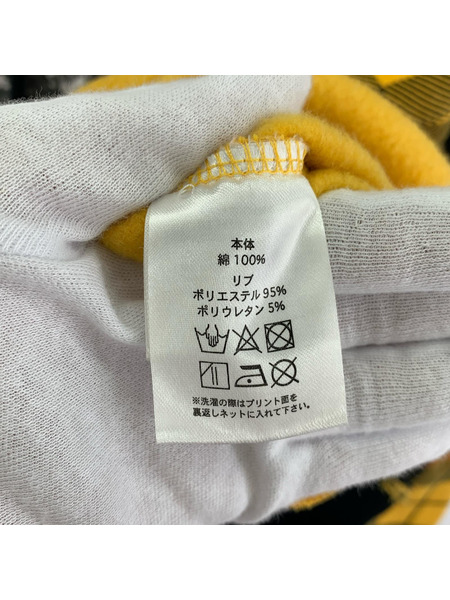 本体
綿 100%
リブ
ポリエステル 95%
ポリウレタン 5%
※洗濯の際はプリント面を
裏返しネットに入れて下さい。